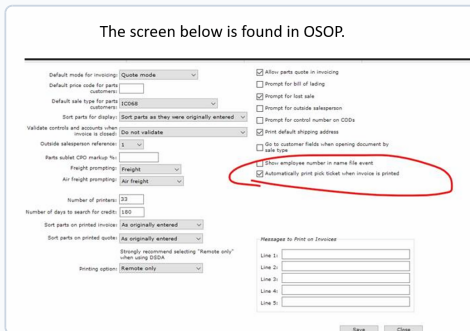 The screen below is found in OSOP.
Default mode for invoicing: Quote mode
Default price code for parts customers:
Default sale type for parts customers: IC068
Sort parts for display: Sort parts as they were originally entered
Validate controls and accounts when invoice is closed: Do not validate
Outside salesperson reference: 1
Parts sublet CPO markup %:
Freight prompting: Freight
Air freight prompting: Air freight
Number of printers: 33
Number of days to search for credit: 180
Sort parts on printed invoice: As originally entered
Sort parts on printed quote: As originally entered
Strongly recommend selecting "Remote only"
when using DSDA
Printing option: Remote only
Allow parts quote in invoicing
Prompt for bill of lading
Prompt for lost sale
Prompt for outside salesperson
Prompt for control number on CODs
Print default shipping address
Go to customer fields when opening document by
sale type
Show employee number in name file event
Automatically print pick ticket when invoice is printed
Messages to Print on Invoices
Line 1:
Line 2:
Line 3:
Line 4:
Line 5:
Save Close